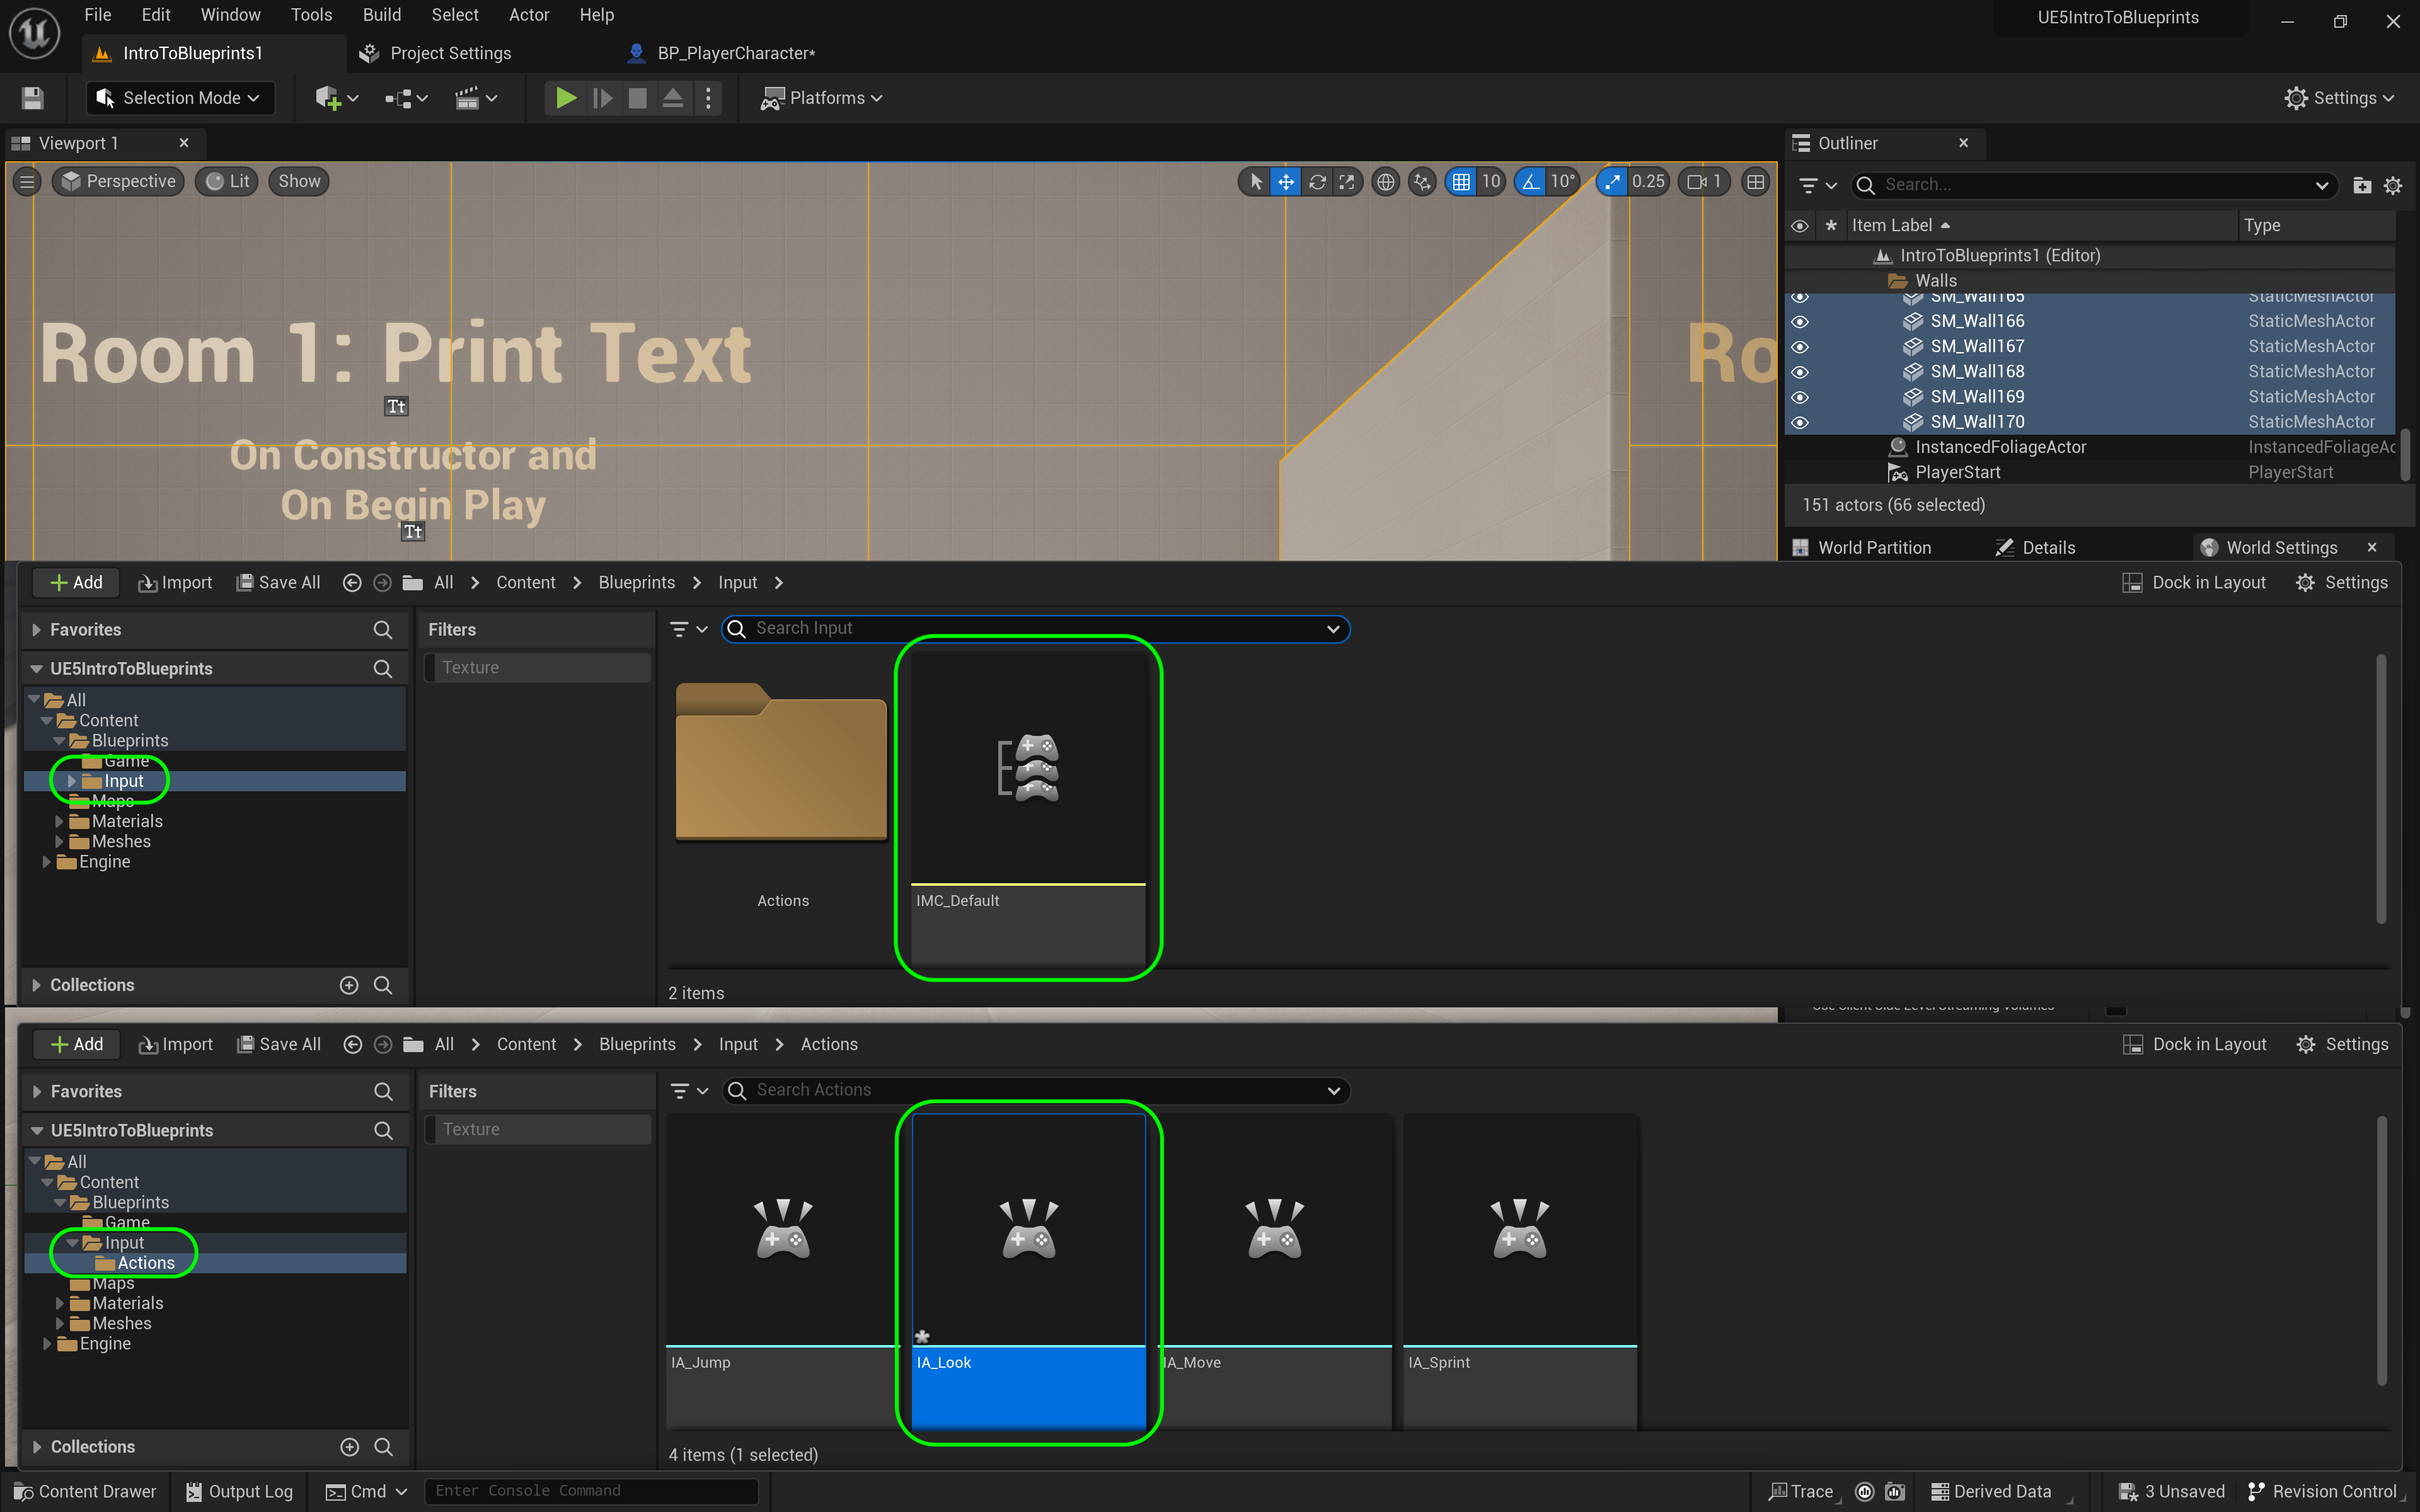 File Edit Window Tools Build Select Actor Help
UE5IntroToBlueprints
IntroToBlueprints1
Project Settings
BP_PlayerCharacter*
Selection Mode
Platforms
Settings
Viewport 1
Perspective
Lit
Show
10
10°
0.25
1
Room 1: Print Text
Ro
Tt
On Constructor and
On Begin Play
Tt
Outliner
Search...
Item Label
Type
IntroToBlueprints1 (Editor)
Walls
SM_Wall165 StaticMeshActor
SM_Wall166 StaticMeshActor
SM_Wall167 StaticMeshActor
SM_Wall168 StaticMeshActor
SM_Wall169 StaticMeshActor
SM_Wall170 StaticMeshActor
InstancedFoliageActor InstancedFoliageAc
PlayerStart PlayerStart
151 actors (66 selected)
World Partition
Details
World Settings
Add
Import
Save All
All > Content > Blueprints > Input >
Dock in Layout
Settings
Favorites
UE5IntroToBlueprints
All
Content
Blueprints
Game
Input
Maps
Materials
Meshes
Engine
Collections
Filters
Texture
Search Input
Actions
IMC_Default
2 items
Use Client Side Level Streaming Volumes
Add
Import
Save All
All > Content > Blueprints > Input > Actions
Dock in Layout
Settings
Favorites
UE5IntroToBlueprints
All
Content
Blueprints
Game
Input
Actions
Maps
Materials
Meshes
Engine
Collections
Filters
Texture
Search Actions
IA_Jump
IA_Look
IA_Move
IA_Sprint
4 items (1 selected)
Content Drawer
Output Log
Cmd
Enter Console Command
Trace
Derived Data
3 Unsaved
Revision Control